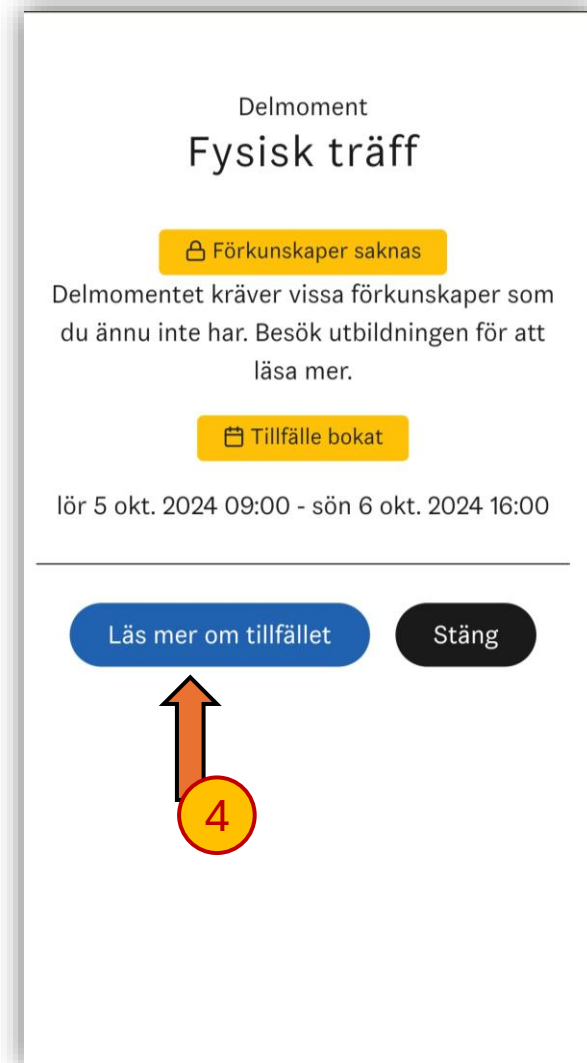 Delmoment
Fysisk träff
Förkunskaper saknas
Delmomentet kräver vissa förkunskaper som
du ännu inte har. Besök utbildningen för att
läsa mer.
Tillfälle bokat
lör 5 okt. 2024 09:00 - sön 6 okt. 2024 16:00
Läs mer om tillfället
Stäng
4